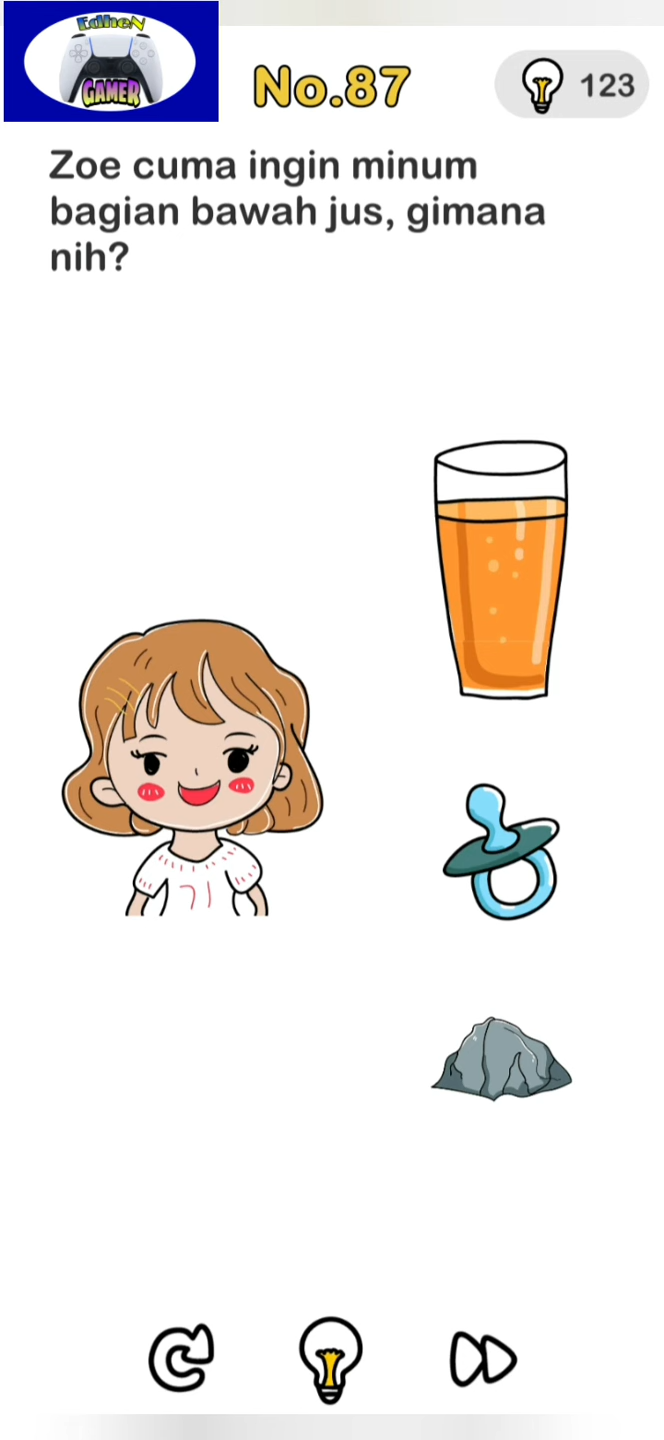 EdheN
GAMER
No.87
123
Zoe cuma ingin minum
bagian bawah jus, gimana
nih?